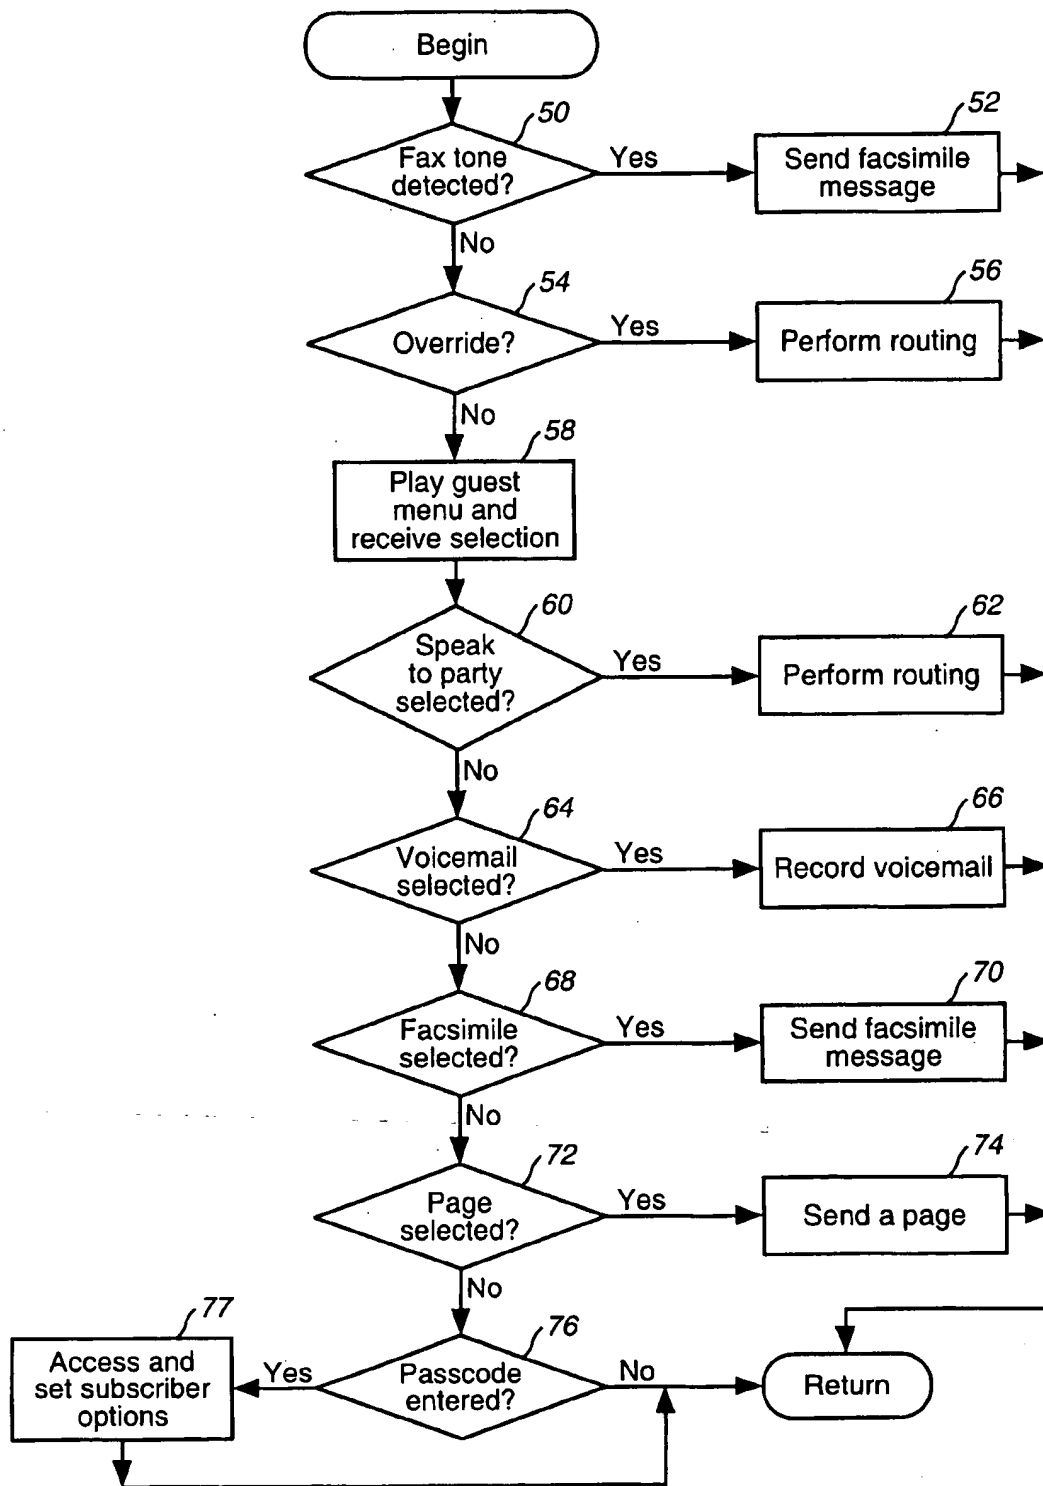 Begin
50
Fax tone
detected?
Yes
52
Send facsimile
message
No
54
Override?
Yes
56
Perform routing
No
58
Play guest
menu and
receive selection
60
Speak
to party
selected?
Yes
62
Perform routing
No
64
Voicemail
selected?
Yes
66
Record voicemail
No
68
Facsimile
selected?
Yes
70
Send facsimile
message
No
72
Page
selected?
Yes
74
Send a page
No
76
Passcode
entered?
Yes
77
Access and
set subscriber
options
No
Return